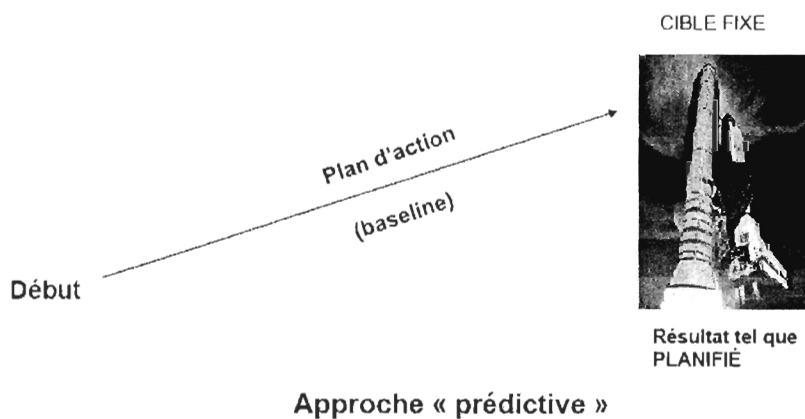 CIBLE FIXE
Plan d'action
(baseline)
Début
Résultat tel que
PLANIFIÉ
Approche « prédictive »